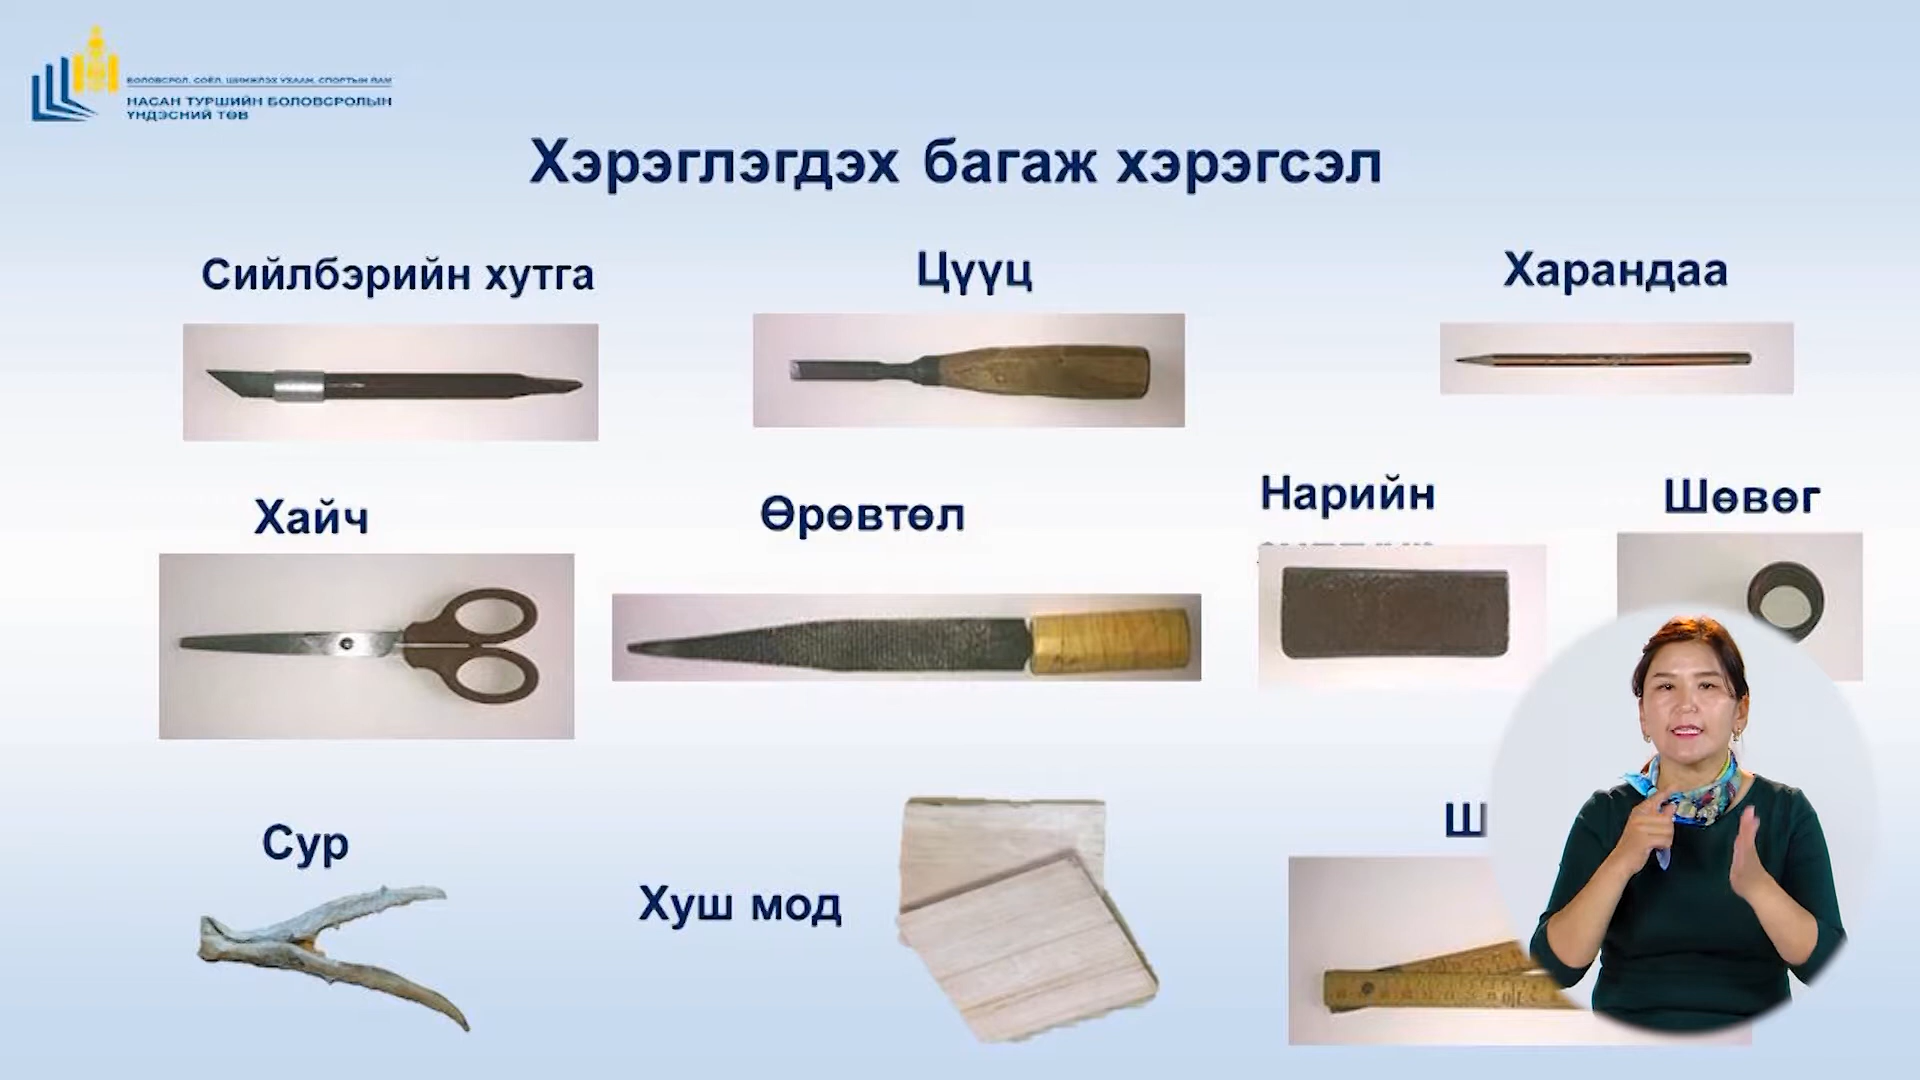 БОЛОВСРОЛ, СОЁЛ, ШИНЖЛЭХ УХААН, СПОРТЫН ЯАМ
НАСАН ТУРШИЙН БОЛОВСРОЛЫН
ҮНДЭСНИЙ ТӨВ
Хэрэглэгдэх багаж хэрэгсэл
Сийлбэрийн хутга
Цүүц
Харандаа
Хайч
Өрөвтөл
Нарийн
Шөвөг
Сур
Хуш мод